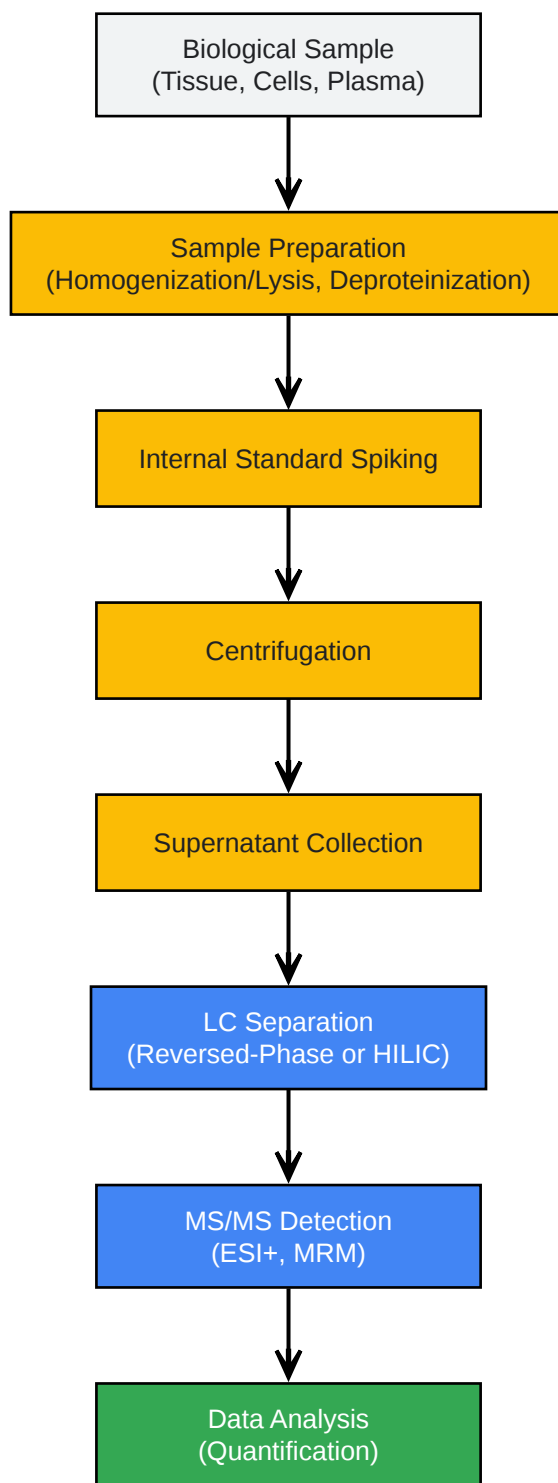 Biological Sample
(Tissue, Cells, Plasma)
Sample Preparation
(Homogenization/Lysis, Deproteinization)
Internal Standard Spiking
Centrifugation
Supernatant Collection
LC Separation
(Reversed-Phase or HILIC)
MS/MS Detection
(ESI+, MRM)
Data Analysis
(Quantification)